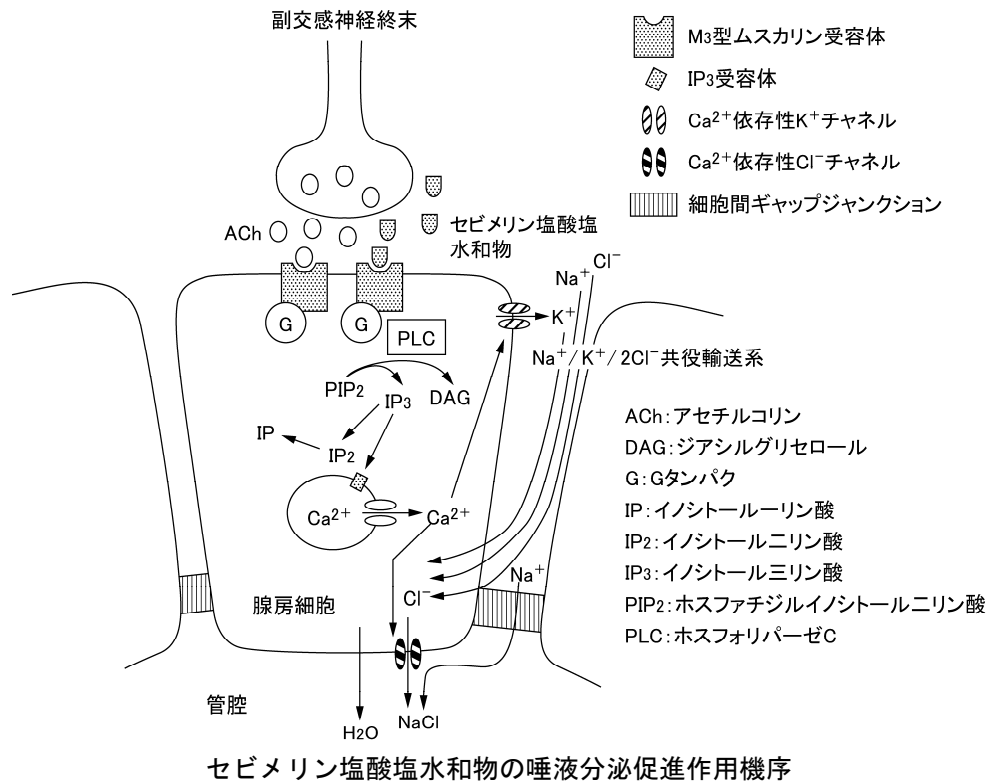 副交感神経終末
M3型ムスカリン受容体
IP3受容体
Ca2+依存性K+チャネル
Ca2+依存性Cl−チャネル
細胞間ギャップジャンクション
ACh
セビメリン塩酸塩
水和物
Cl−
Na+
K+
G
G
PLC
Na+/K+/2Cl−共役輸送系
PIP2
IP3
DAG
IP
IP2
Ca2+
Ca2+
Na+
Cl−
腺房細胞
管腔
H2O
NaCl
ACh:アセチルコリン
DAG:ジアシルグリセロール
G:Gタンパク
IP:イノシトール一リン酸
IP2:イノシトール二リン酸
IP3:イノシトール三リン酸
PIP2:ホスファチジルイノシトール二リン酸
PLC:ホスフォリパーゼC
セビメリン塩酸塩水和物の唾液分泌促進作用機序